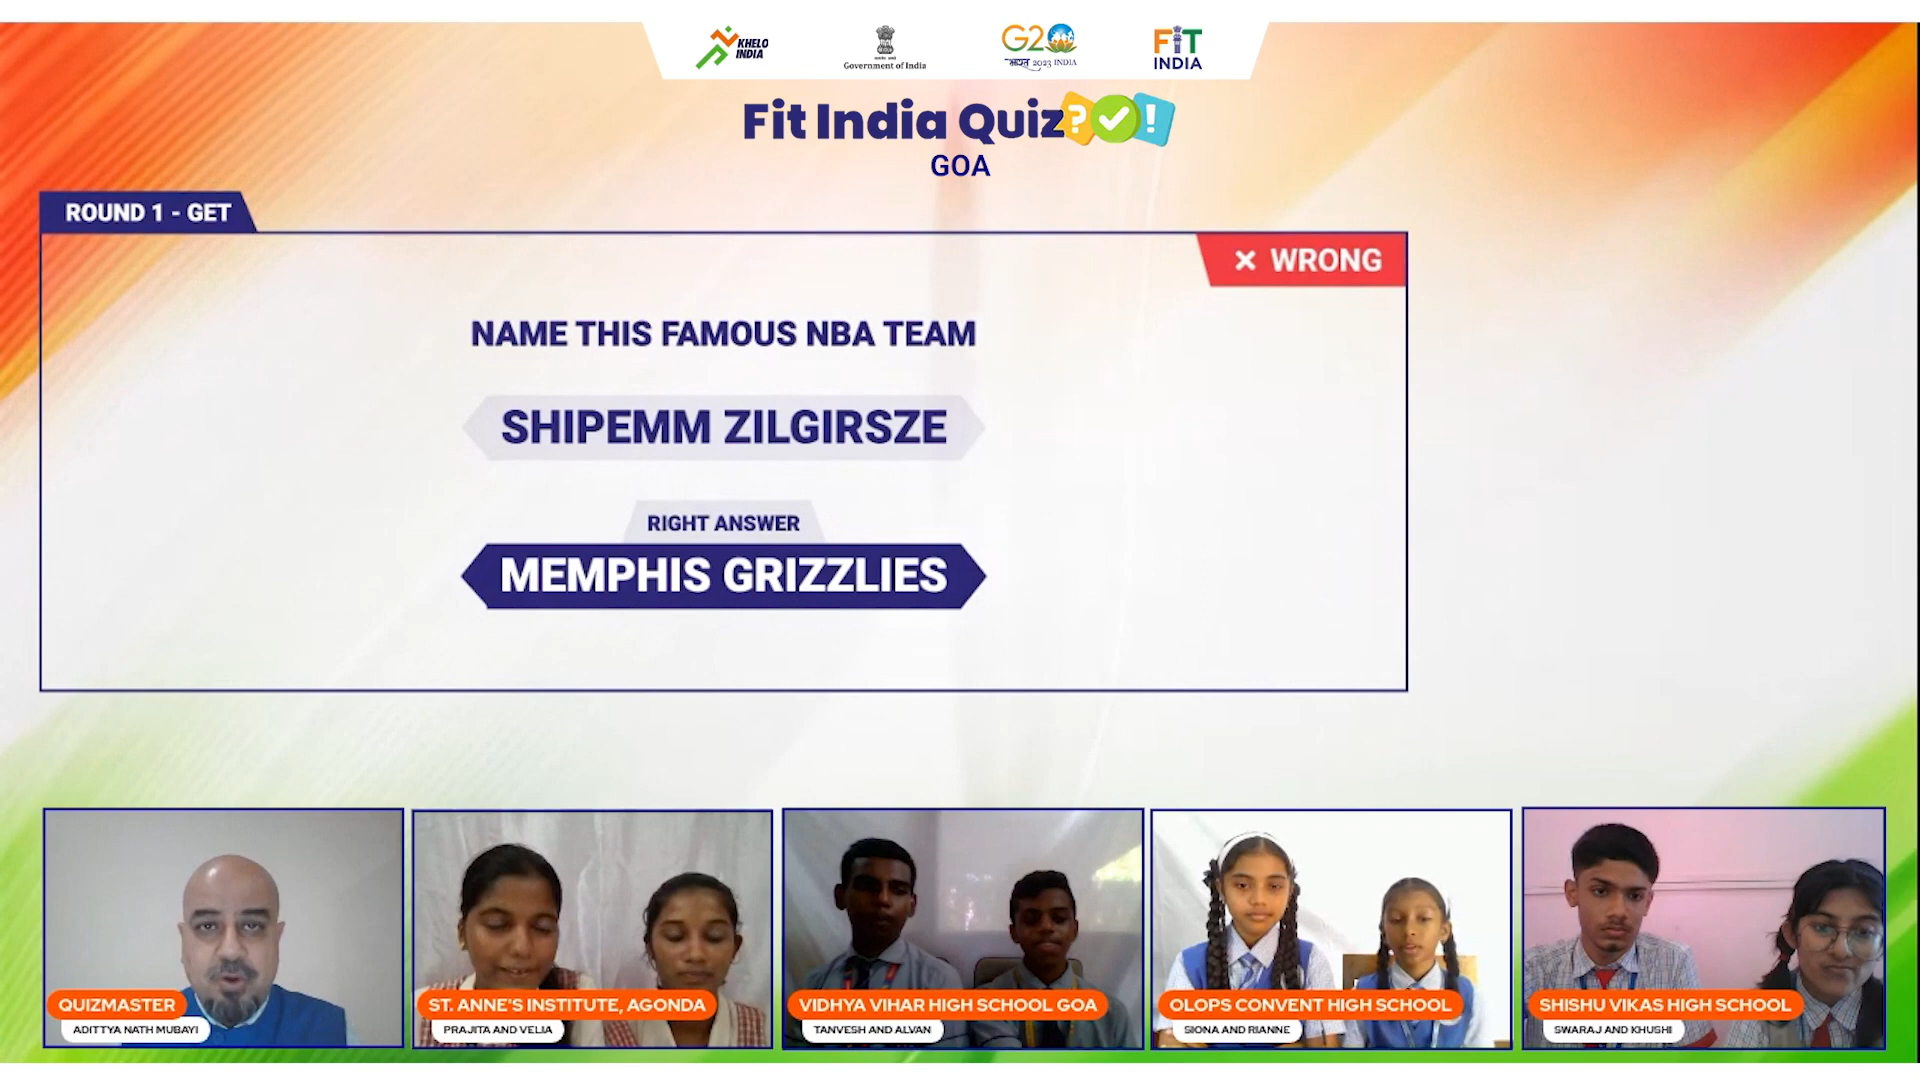 KHELO
INDIA
Government of India
G20
भारत 2023 INDIA
FIT
INDIA
Fit India Quiz?!
GOA
ROUND 1 - GET
× WRONG
NAME THIS FAMOUS NBA TEAM
SHIPEMM ZILGIRSZE
RIGHT ANSWER
MEMPHIS GRIZZLIES
QUIZMASTER
ADITTYA NATH MUBAYI
ST. ANNE'S INSTITUTE, AGONDA
PRAJITA AND VELIA
VIDHYA VIHAR HIGH SCHOOL GOA
TANVESH AND ALVAN
OLOPS CONVENT HIGH SCHOOL
SIONA AND RIANNE
SHISHU VIKAS HIGH SCHOOL
SWARAJ AND KHUSHI